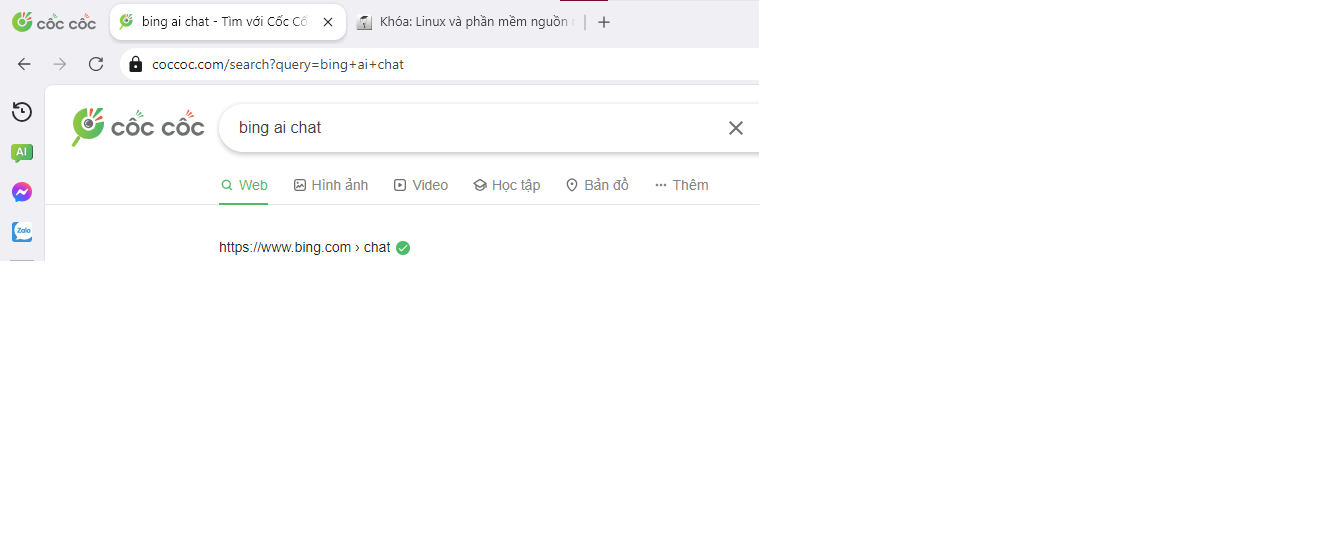 cốc cốc bing ai chat - Tìm với Cốc Cố Khóa: Linux và phần mềm nguồn
coccoc.com/search?query=bing+ai+chat
cốc cốc bing ai chat
AI
Web Hình ảnh Video Học tập Bản đồ Thêm
Zalo
https://www.bing.com › chat